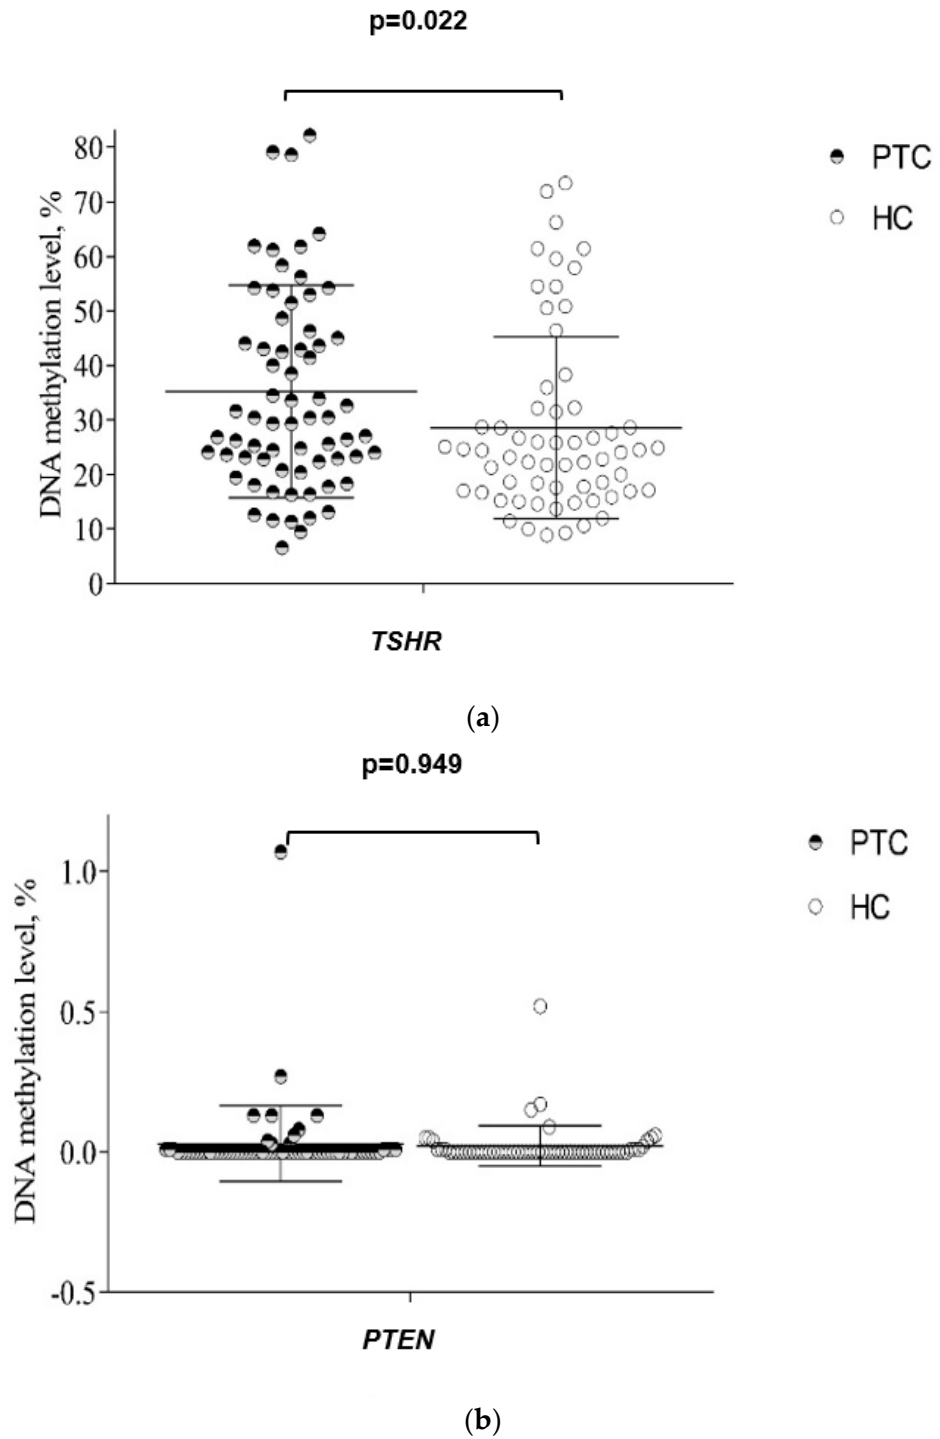 p=0.022
DNA methylation level, %
80
70
60
50
40
30
20
10
0
PTC
HC
TSHR
(a)
p=0.949
DNA methylation level, %
1.0
0.5
0.0
-0.5
PTC
HC
PTEN
(b)